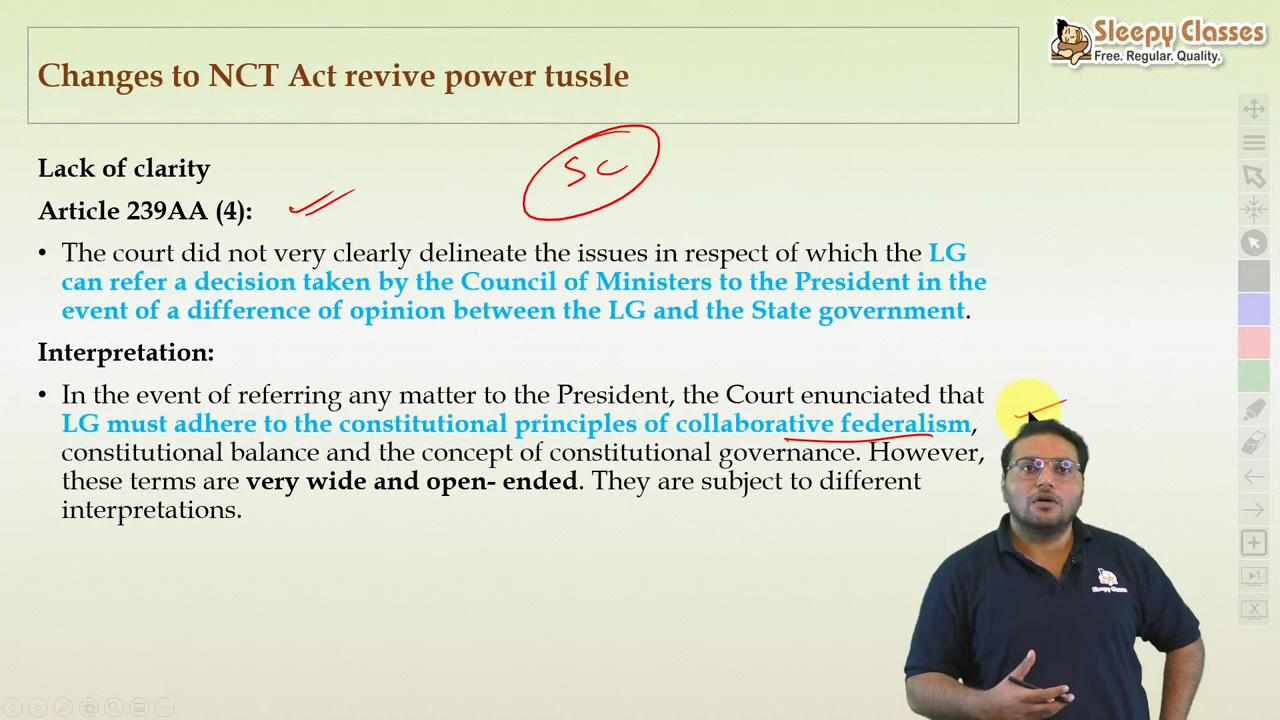 Sleepy Classes
Free. Regular. Quality.
Changes to NCT Act revive power tussle
SC
Lack of clarity
Article 239AA (4):
• The court did not very clearly delineate the issues in respect of which the LG
can refer a decision taken by the Council of Ministers to the President in the
event of a difference of opinion between the LG and the State government.
Interpretation:
• In the event of referring any matter to the President, the Court enunciated that
LG must adhere to the constitutional principles of collaborative federalism,
constitutional balance and the concept of constitutional governance. However,
these terms are very wide and open- ended. They are subject to different
interpretations.
Sleepy Classes